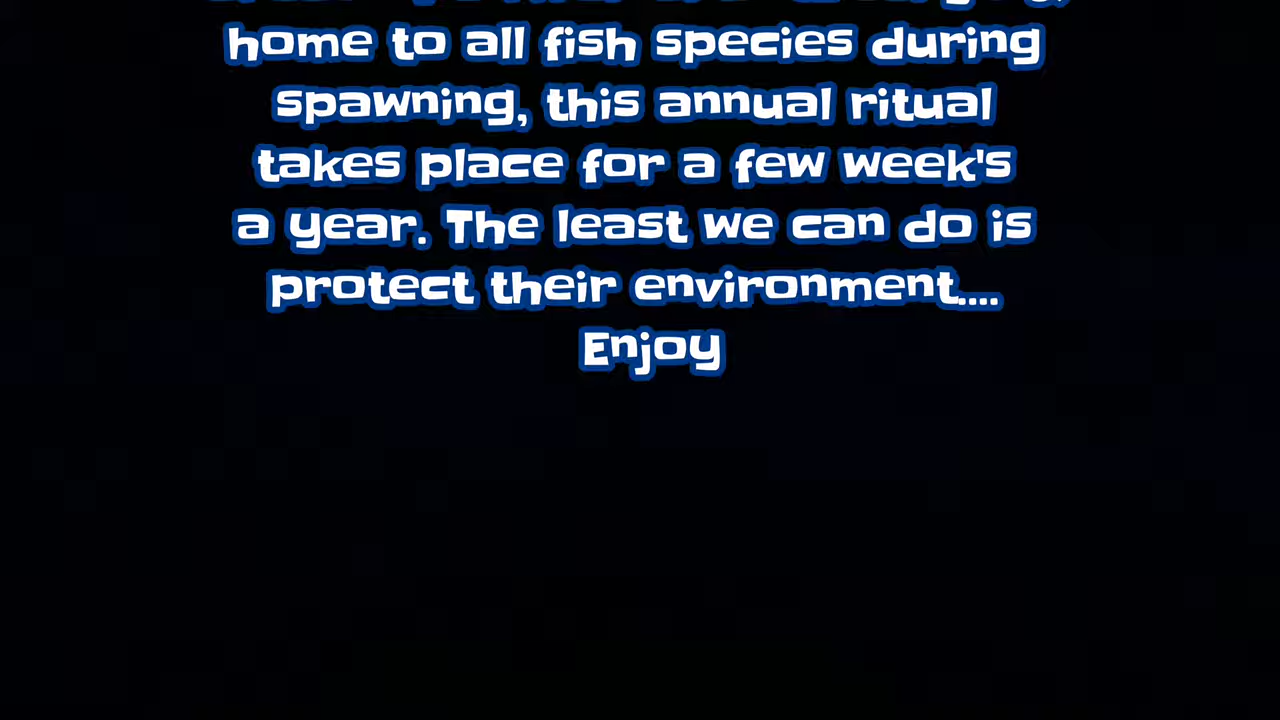 home to all fish species during
spawning, this annual ritual
takes place for a few week's
a year. The least we can do is
protect their environment....
Enjoy